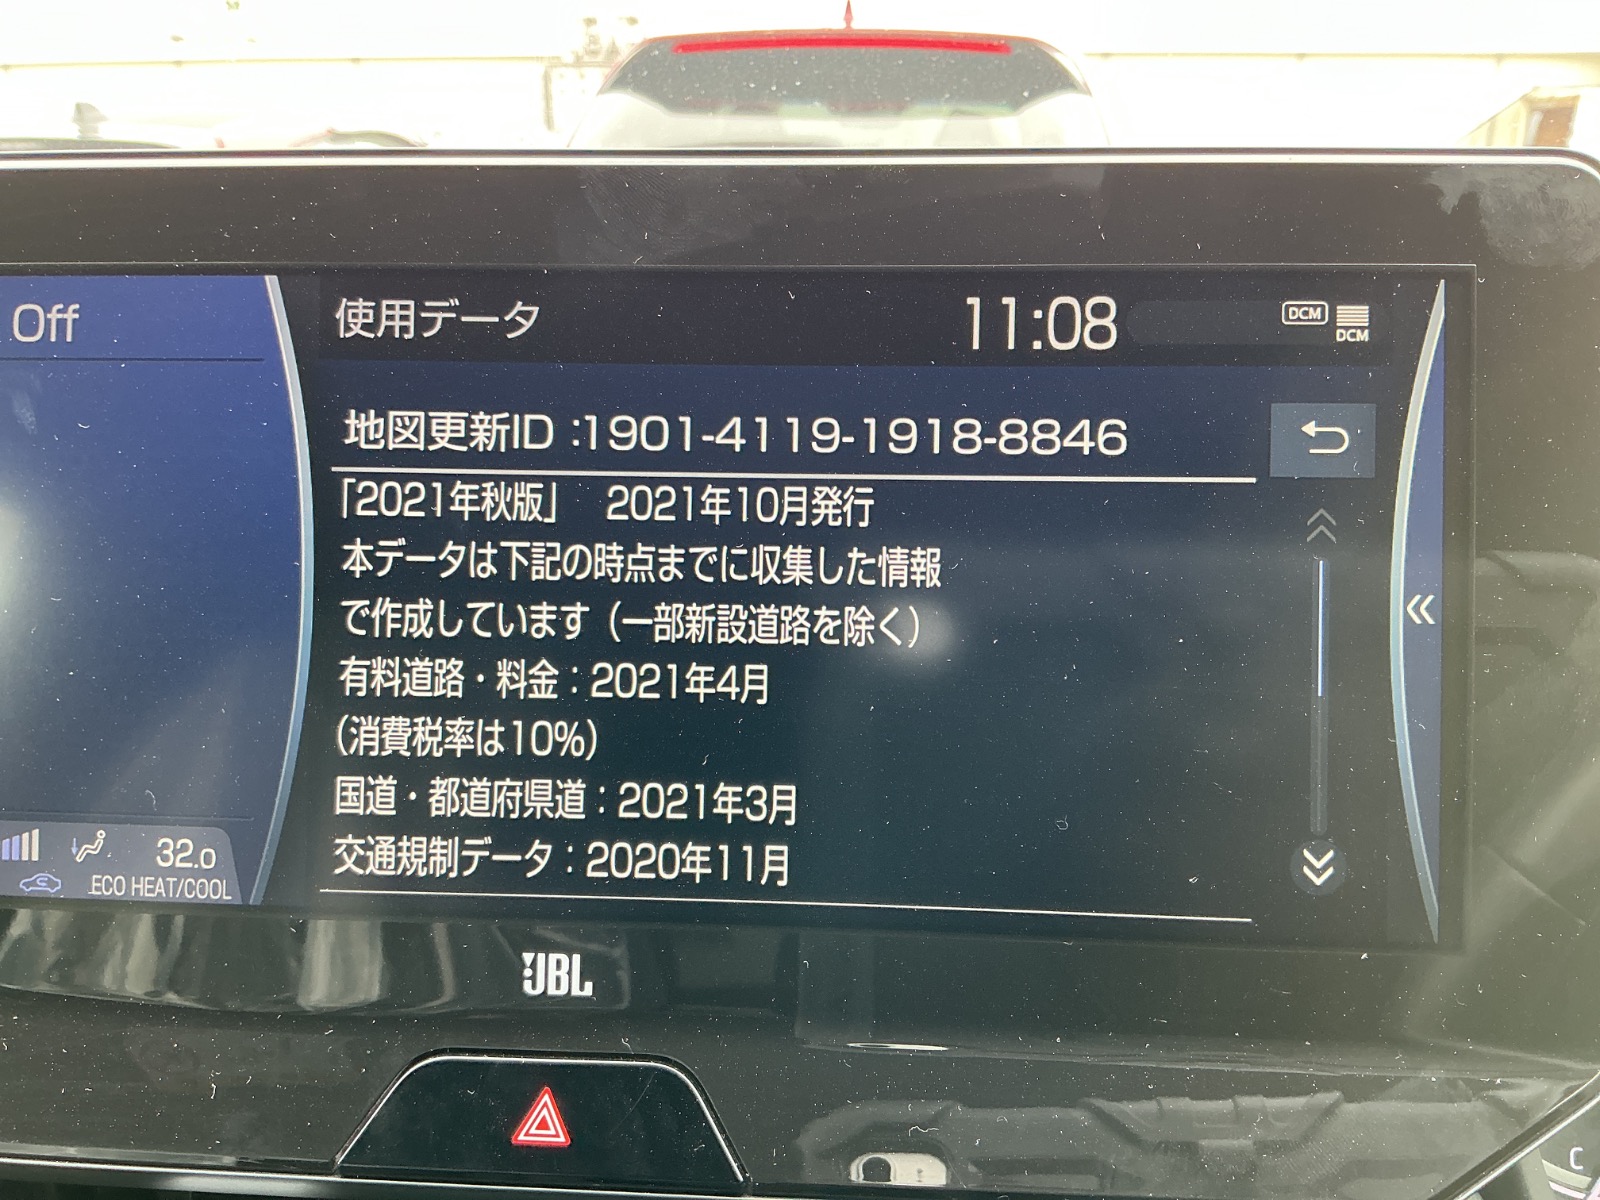 Off
使用データ
11:08
DCM
DCM
地図更新ID:1901-4119-1918-8846
「2021年秋版」 2021年10月発行
本データは下記の時点までに収集した情報
で作成しています(一部新設道路を除く)
有料道路・料金:2021年4月
(消費税率は10%)
国道・都道府県道:2021年3月
交通規制データ:2020年11月
32.0
ECO HEAT/COOL
JBL
C